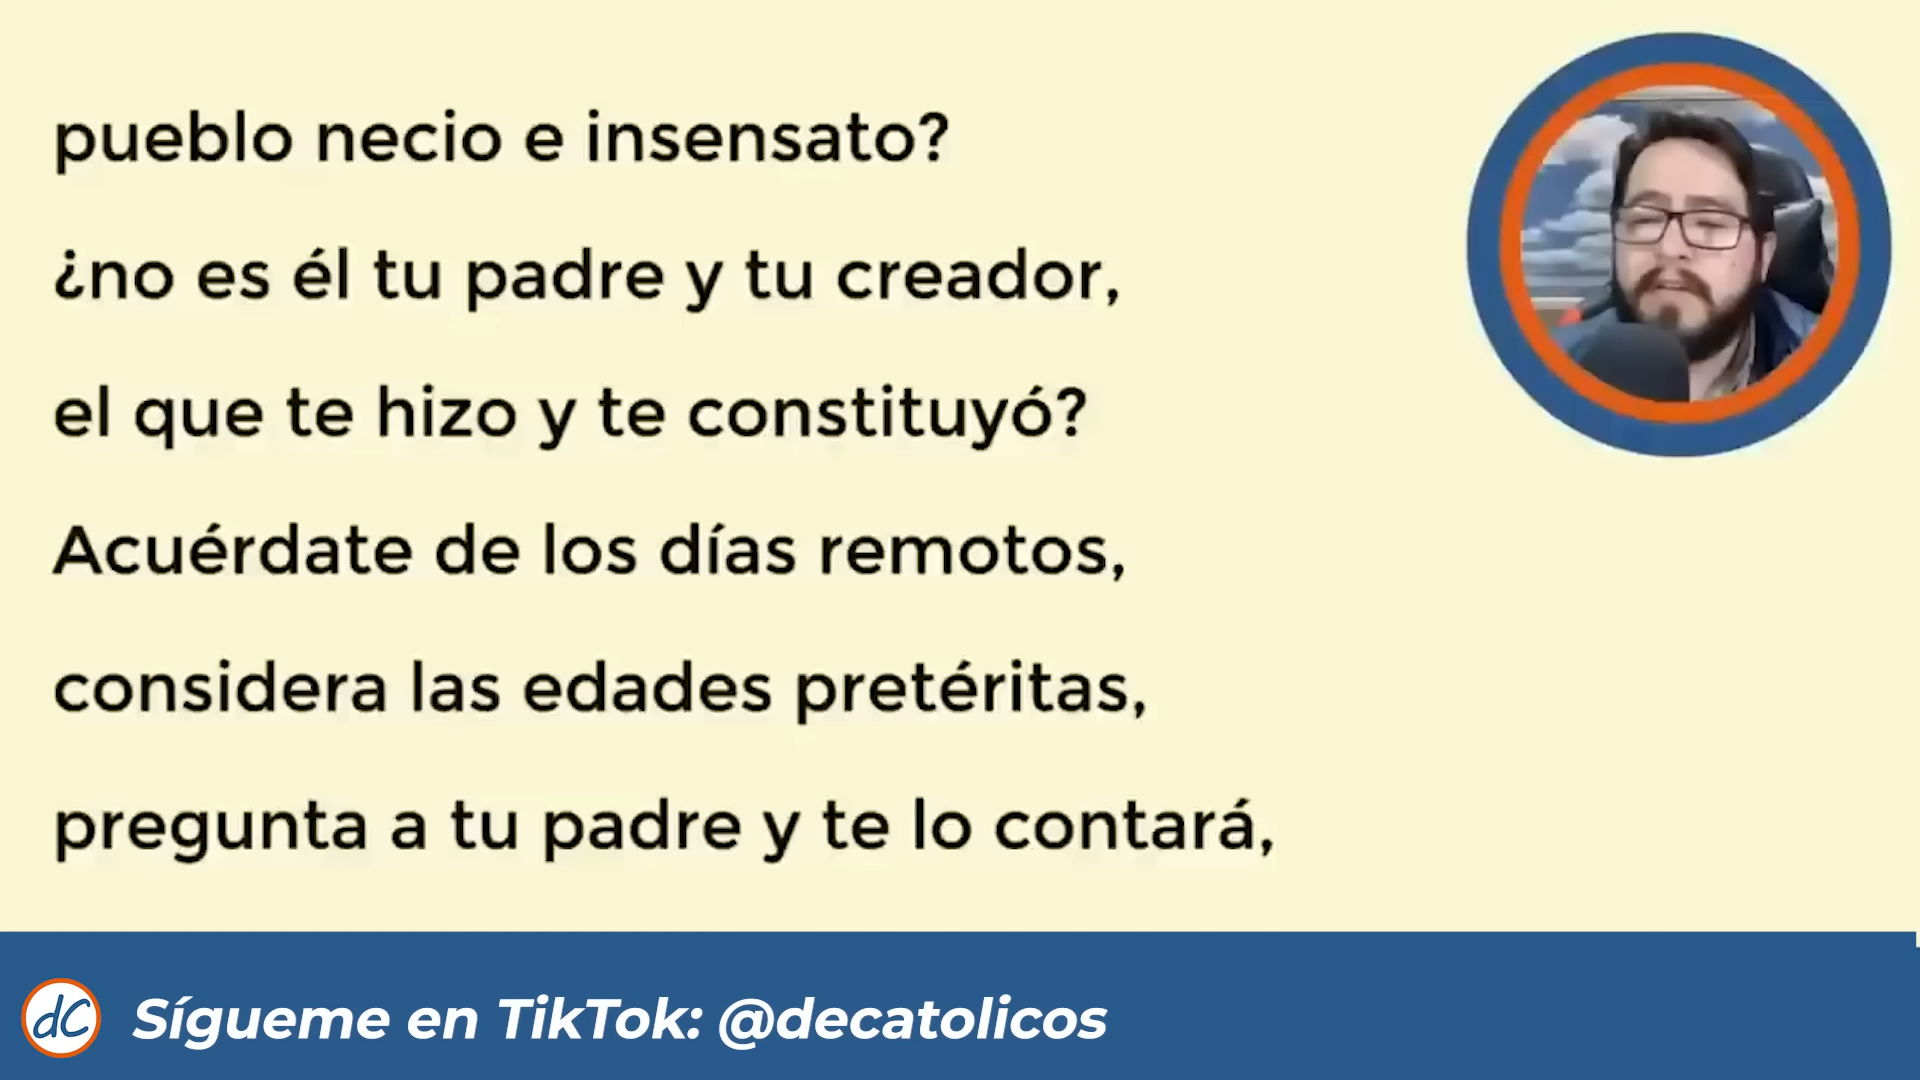 pueblo necio e insensato?
¿no es él tu padre y tu creador,
el que te hizo y te constituyó?
Acuérdate de los días remotos,
considera las edades pretéritas,
pregunta a tu padre y te lo contará,
dC Sígueme en TikTok: @decatolicos